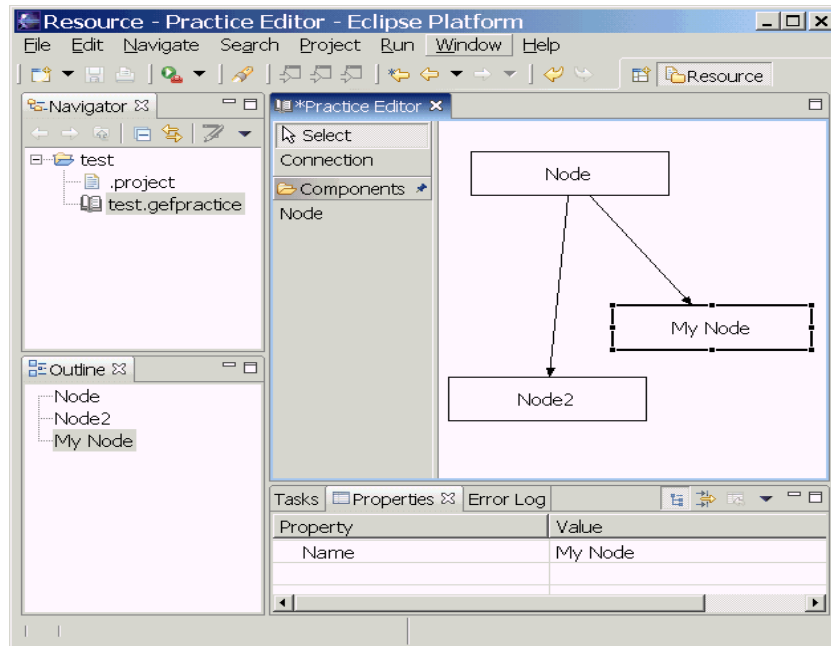 Resource - Practice Editor - Eclipse Platform
File Edit Navigate Search Project Run Window Help
Resource
Navigator
*Practice Editor
Select
Connection
Components
Node
test
.project
test.gefpractice
Node
My Node
Node2
Outline
Node
Node2
My Node
Tasks Properties Error Log
Property Value
Name My Node